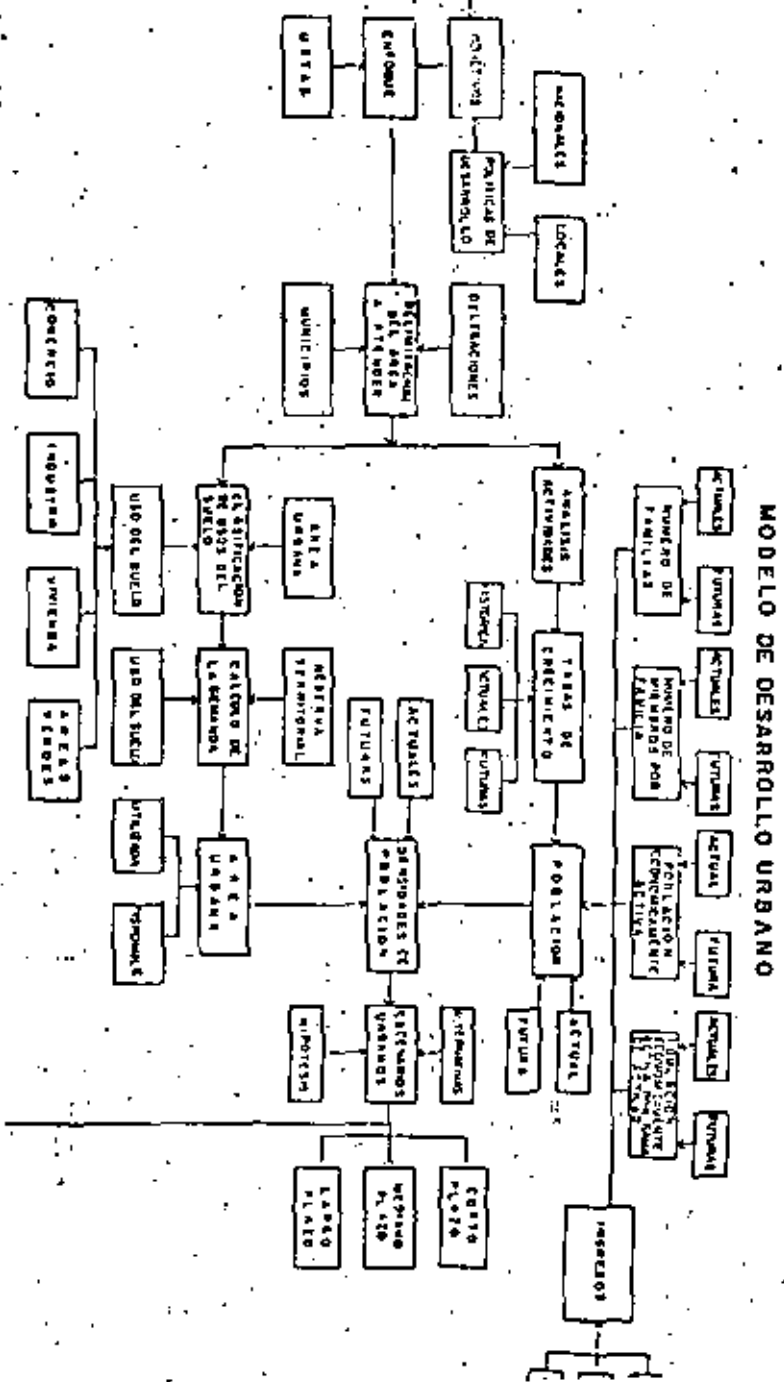 MODELO DE DESARROLLO URBANO
ACTUALES
FUTURAS
NUMERO DE
FAMILIAS
ACTUALES
FUTURAS
NUMERO DE
MIEMBROS POR
FAMILIA
ACTUAL
FUTURA
POBLACION
ECONOMICAMENTE
ACTIVA
ACTUALES
FUTURAS
INGRESOS
NACIONALES
LOCALES
POLITICAS DE
DESARROLLO
OBJETIVOS
ENFOQUE
METAS
DELEGACIONES
DELIMITACION
DEL AREA
A ATENDER
MUNICIPIOS
ANALISIS
ACTIVIDADES
TASAS DE
CRECIMIENTO
ACTUALES
FUTURAS
POBLACION
ACTUAL
FUTURA
AREA
URBANA
CLASIFICACION
DE USOS DEL
SUELO
USO DEL SUELO
RESERVA
TERRITORIAL
CALCULO DE
LA DEMANDA
USO DEL SUELO
ACTUALES
FUTURAS
DENSIDADES DE
POBLACION
AREA
URBANA
ESCENARIOS
URBANOS
HIPOTESIS
CORTO
PLAZO
MEDIANO
PLAZO
LARGO
PLAZO
COMERCIO
INDUSTRIA
VIVIENDA
AREAS
VERDES